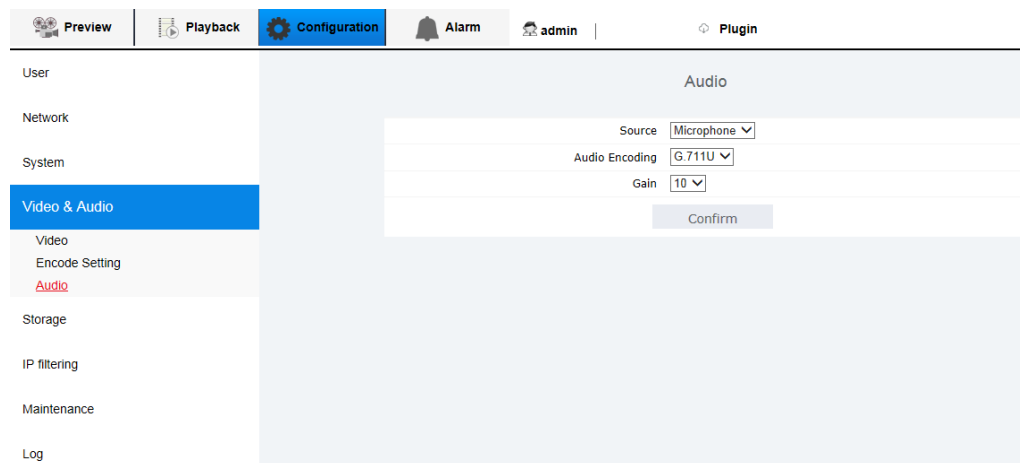 Preview Playback Configuration Alarm admin | Plugin
User
Network
System
Video & Audio
Video
Encode Setting
Audio
Storage
IP filtering
Maintenance
Log
Audio
Source Microphone
Audio Encoding G.711U
Gain 10
Confirm